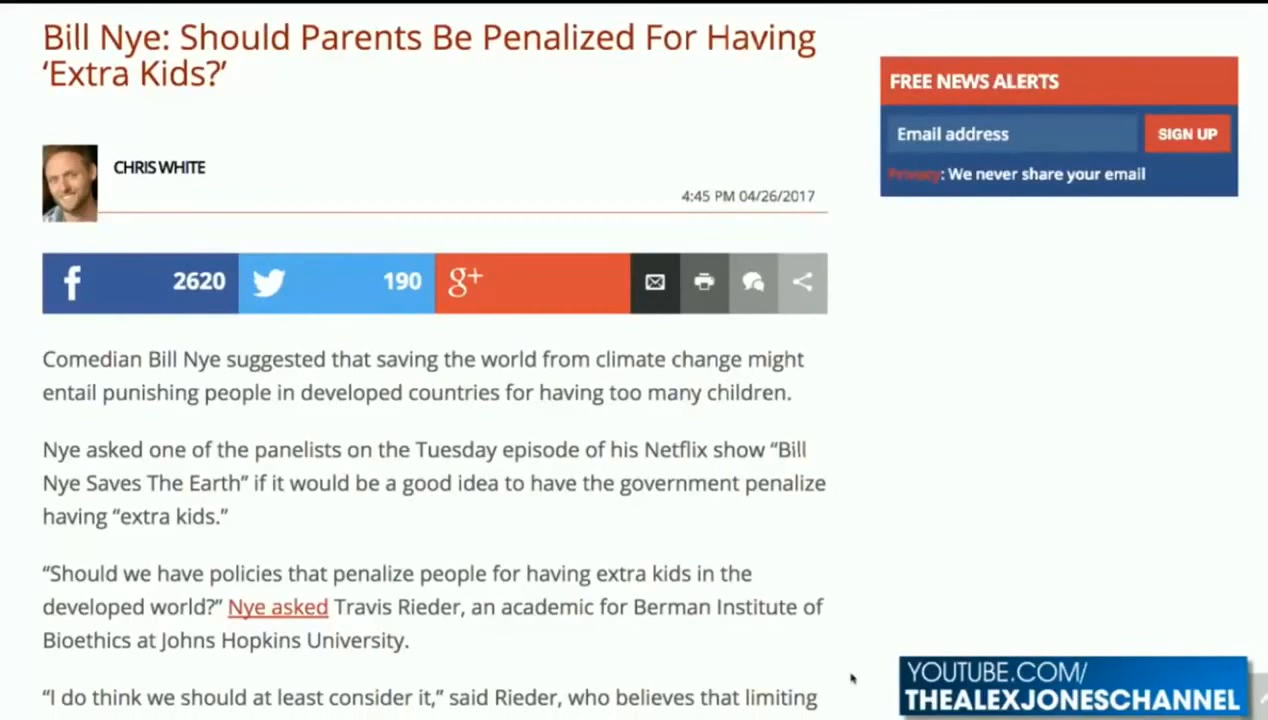 Bill Nye: Should Parents Be Penalized For Having
‘Extra Kids?’
FREE NEWS ALERTS
Email address
SIGN UP
Privacy: We never share your email
CHRIS WHITE
4:45 PM 04/26/2017
f 2620
190
g+
Comedian Bill Nye suggested that saving the world from climate change might
entail punishing people in developed countries for having too many children.
Nye asked one of the panelists on the Tuesday episode of his Netflix show “Bill
Nye Saves The Earth” if it would be a good idea to have the government penalize
having “extra kids.”
“Should we have policies that penalize people for having extra kids in the
developed world?” Nye asked Travis Rieder, an academic for Berman Institute of
Bioethics at Johns Hopkins University.
“I do think we should at least consider it,” said Rieder, who believes that limiting
YOUTUBE.COM/
THEALEXJONESCHANNEL